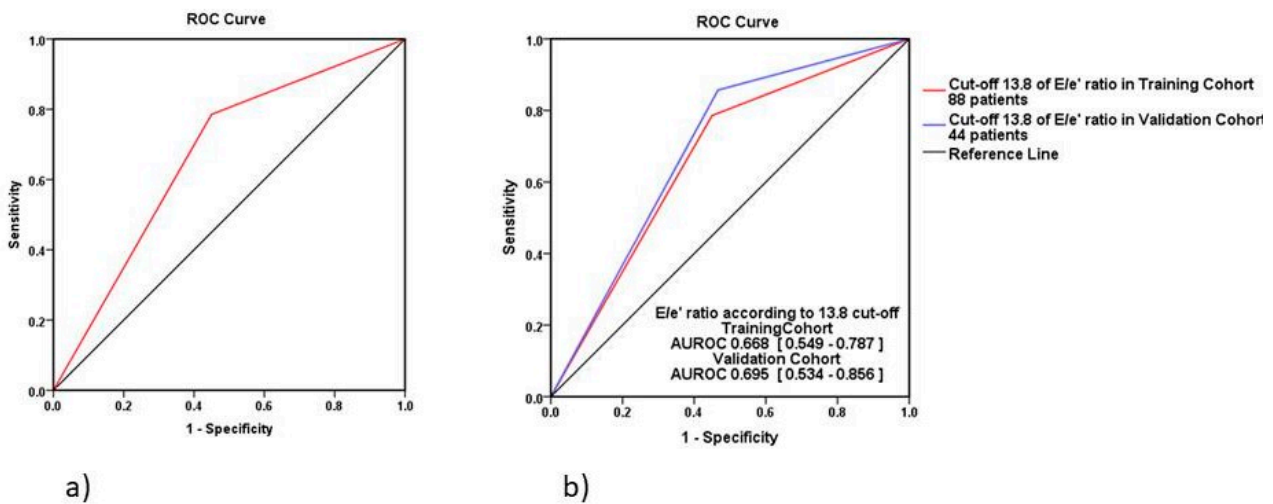 ROC Curve
1.0
0.8
0.6
0.4
0.2
0.0
Sensitivity
0.0 0.2 0.4 0.6 0.8 1.0
1 - Specificity
a)
ROC Curve
1.0
0.8
0.6
0.4
0.2
0.0
Sensitivity
E/e' ratio according to 13.8 cut-off
TrainingCohort
AUROC 0.668 [ 0.549 - 0.787 ]
Validation Cohort
AUROC 0.695 [ 0.534 - 0.856 ]
0.0 0.2 0.4 0.6 0.8 1.0
1 - Specificity
b)
Cut-off 13.8 of E/e' ratio in Training Cohort
88 patients
Cut-off 13.8 of E/e' ratio in Validation Cohort
44 patients
Reference Line